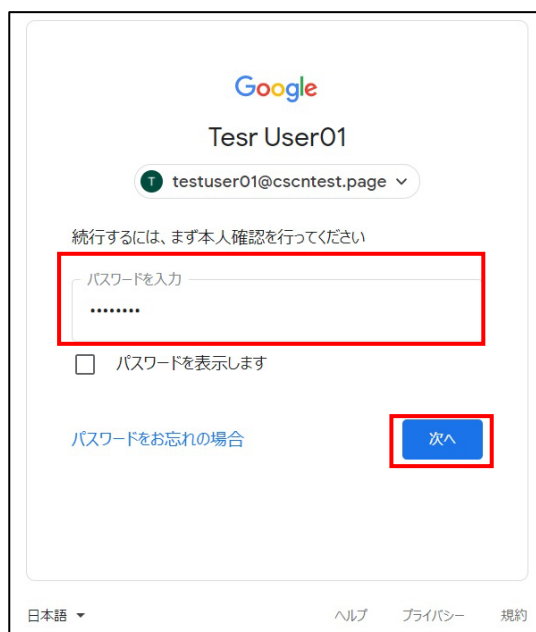 Google
Tesr User01
T testuser01@cscntest.page
続行するには、まず本人確認を行ってください
パスワードを入力
••••••••
パスワードを表示します
パスワードをお忘れの場合 次へ
日本語 ヘルプ プライバシー 規約